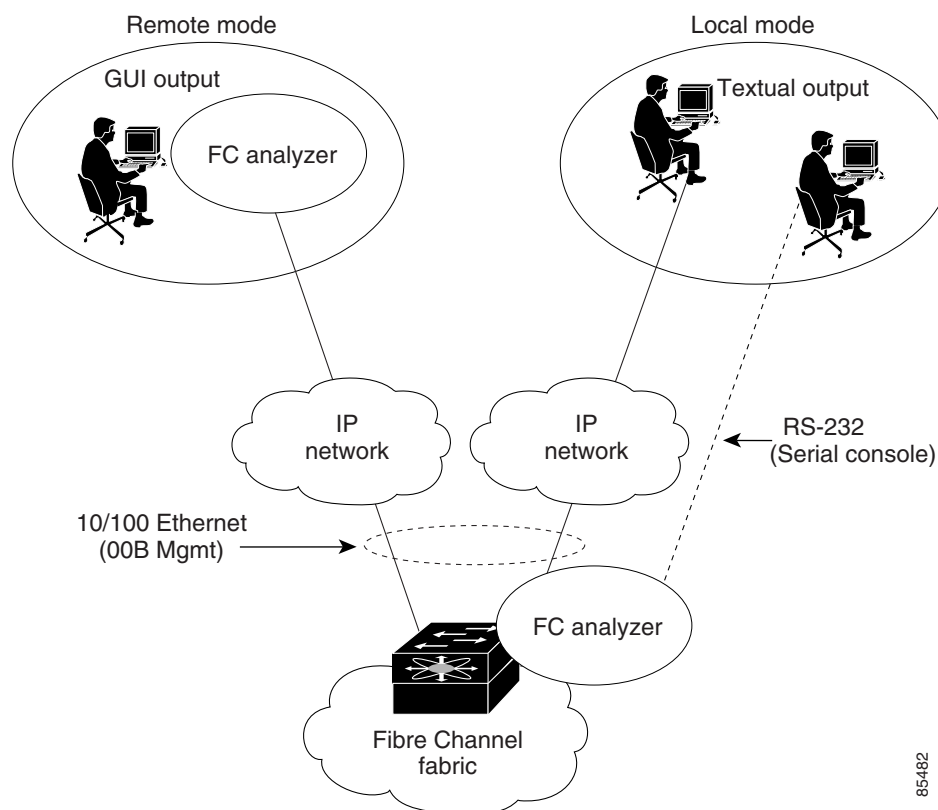 Remote mode
Local mode
GUI output
FC analyzer
Textual output
IP
network
IP
network
RS-232
(Serial console)
10/100 Ethernet
(00B Mgmt)
FC analyzer
Fibre Channel
fabric
85482